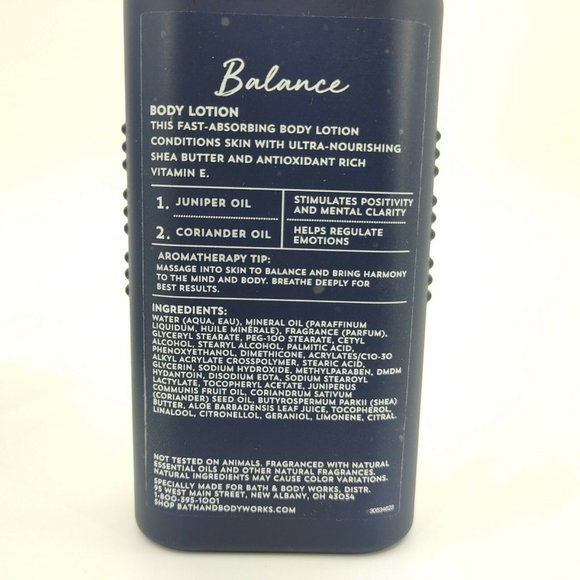 Balance
BODY LOTION
THIS FAST-ABSORBING BODY LOTION
CONDITIONS SKIN WITH ULTRA-NOURISHING
SHEA BUTTER AND ANTIOXIDANT RICH
VITAMIN E.
1. JUNIPER OIL
STIMULATES POSITIVITY
AND MENTAL CLARITY
2. CORIANDER OIL
HELPS REGULATE
EMOTIONS
AROMATHERAPY TIP:
MASSAGE INTO SKIN TO BALANCE AND BRING HARMONY
TO THE MIND AND BODY. BREATHE DEEPLY FOR
BEST RESULTS.
INGREDIENTS:
WATER (AQUA, EAU), MINERAL OIL (PARAFFINUM
LIQUIDUM, HUILE MINÉRALE), FRAGRANCE (PARFUM),
GLYCERYL STEARATE, PEG-100 STEARATE, CETYL
ALCOHOL, STEARYL ALCOHOL, PALMITIC ACID,
PHENOXYETHANOL, DIMETHICONE, ACRYLATES/C10-30
ALKYL ACRYLATE CROSSPOLYMER, STEARIC ACID,
GLYCERIN, SODIUM HYDROXIDE, METHYLPARABEN, DMDM
HYDANTOIN, DISODIUM EDTA, SODIUM STEAROYL
LACTYLATE, TOCOPHERYL ACETATE, JUNIPERUS
COMMUNIS FRUIT OIL, CORIANDRUM SATIVUM
(CORIANDER) SEED OIL, BUTYROSPERMUM PARKII (SHEA)
BUTTER, ALOE BARBADENSIS LEAF JUICE, TOCOPHEROL,
LINALOOL, CITRONELLOL, GERANIOL, LIMONENE, CITRAL.
NOT TESTED ON ANIMALS. FRAGRANCED WITH NATURAL
ESSENTIAL OILS AND OTHER NATURAL FRAGRANCES.
NATURAL INGREDIENTS MAY CAUSE COLOR VARIATIONS.
SPECIALLY MADE FOR BATH & BODY WORKS, DISTR.
95 WEST MAIN STREET, NEW ALBANY, OH 43054
1-800-395-1001
SHOP BATHANDBODYWORKS.COM
30634623